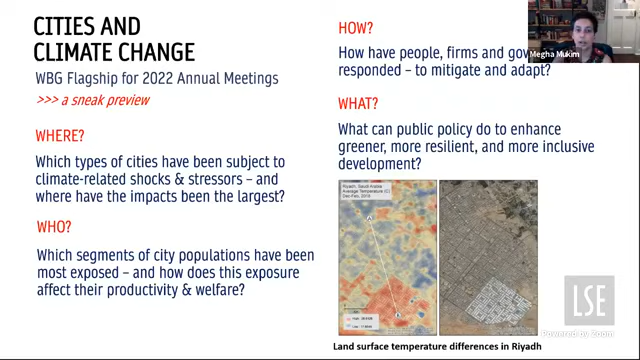 CITIES AND
CLIMATE CHANGE
WBG Flagship for 2022 Annual Meetings
>>> a sneak preview
WHERE?
Which types of cities have been subject to
climate-related shocks & stressors – and
where have the impacts been the largest?
WHO?
Which segments of city populations have been
most exposed – and how does this exposure
affect their productivity & welfare?
HOW?
How have people, firms and gov
responded – to mitigate and adapt?
Megha Mukim
WHAT?
What can public policy do to enhance
greener, more resilient, and more inclusive
development?
Riyadh, Saudi Arabia
Average Temperature (C)
A
B
Land surface temperature differences in Riyadh
LSE
Powered by Zoom